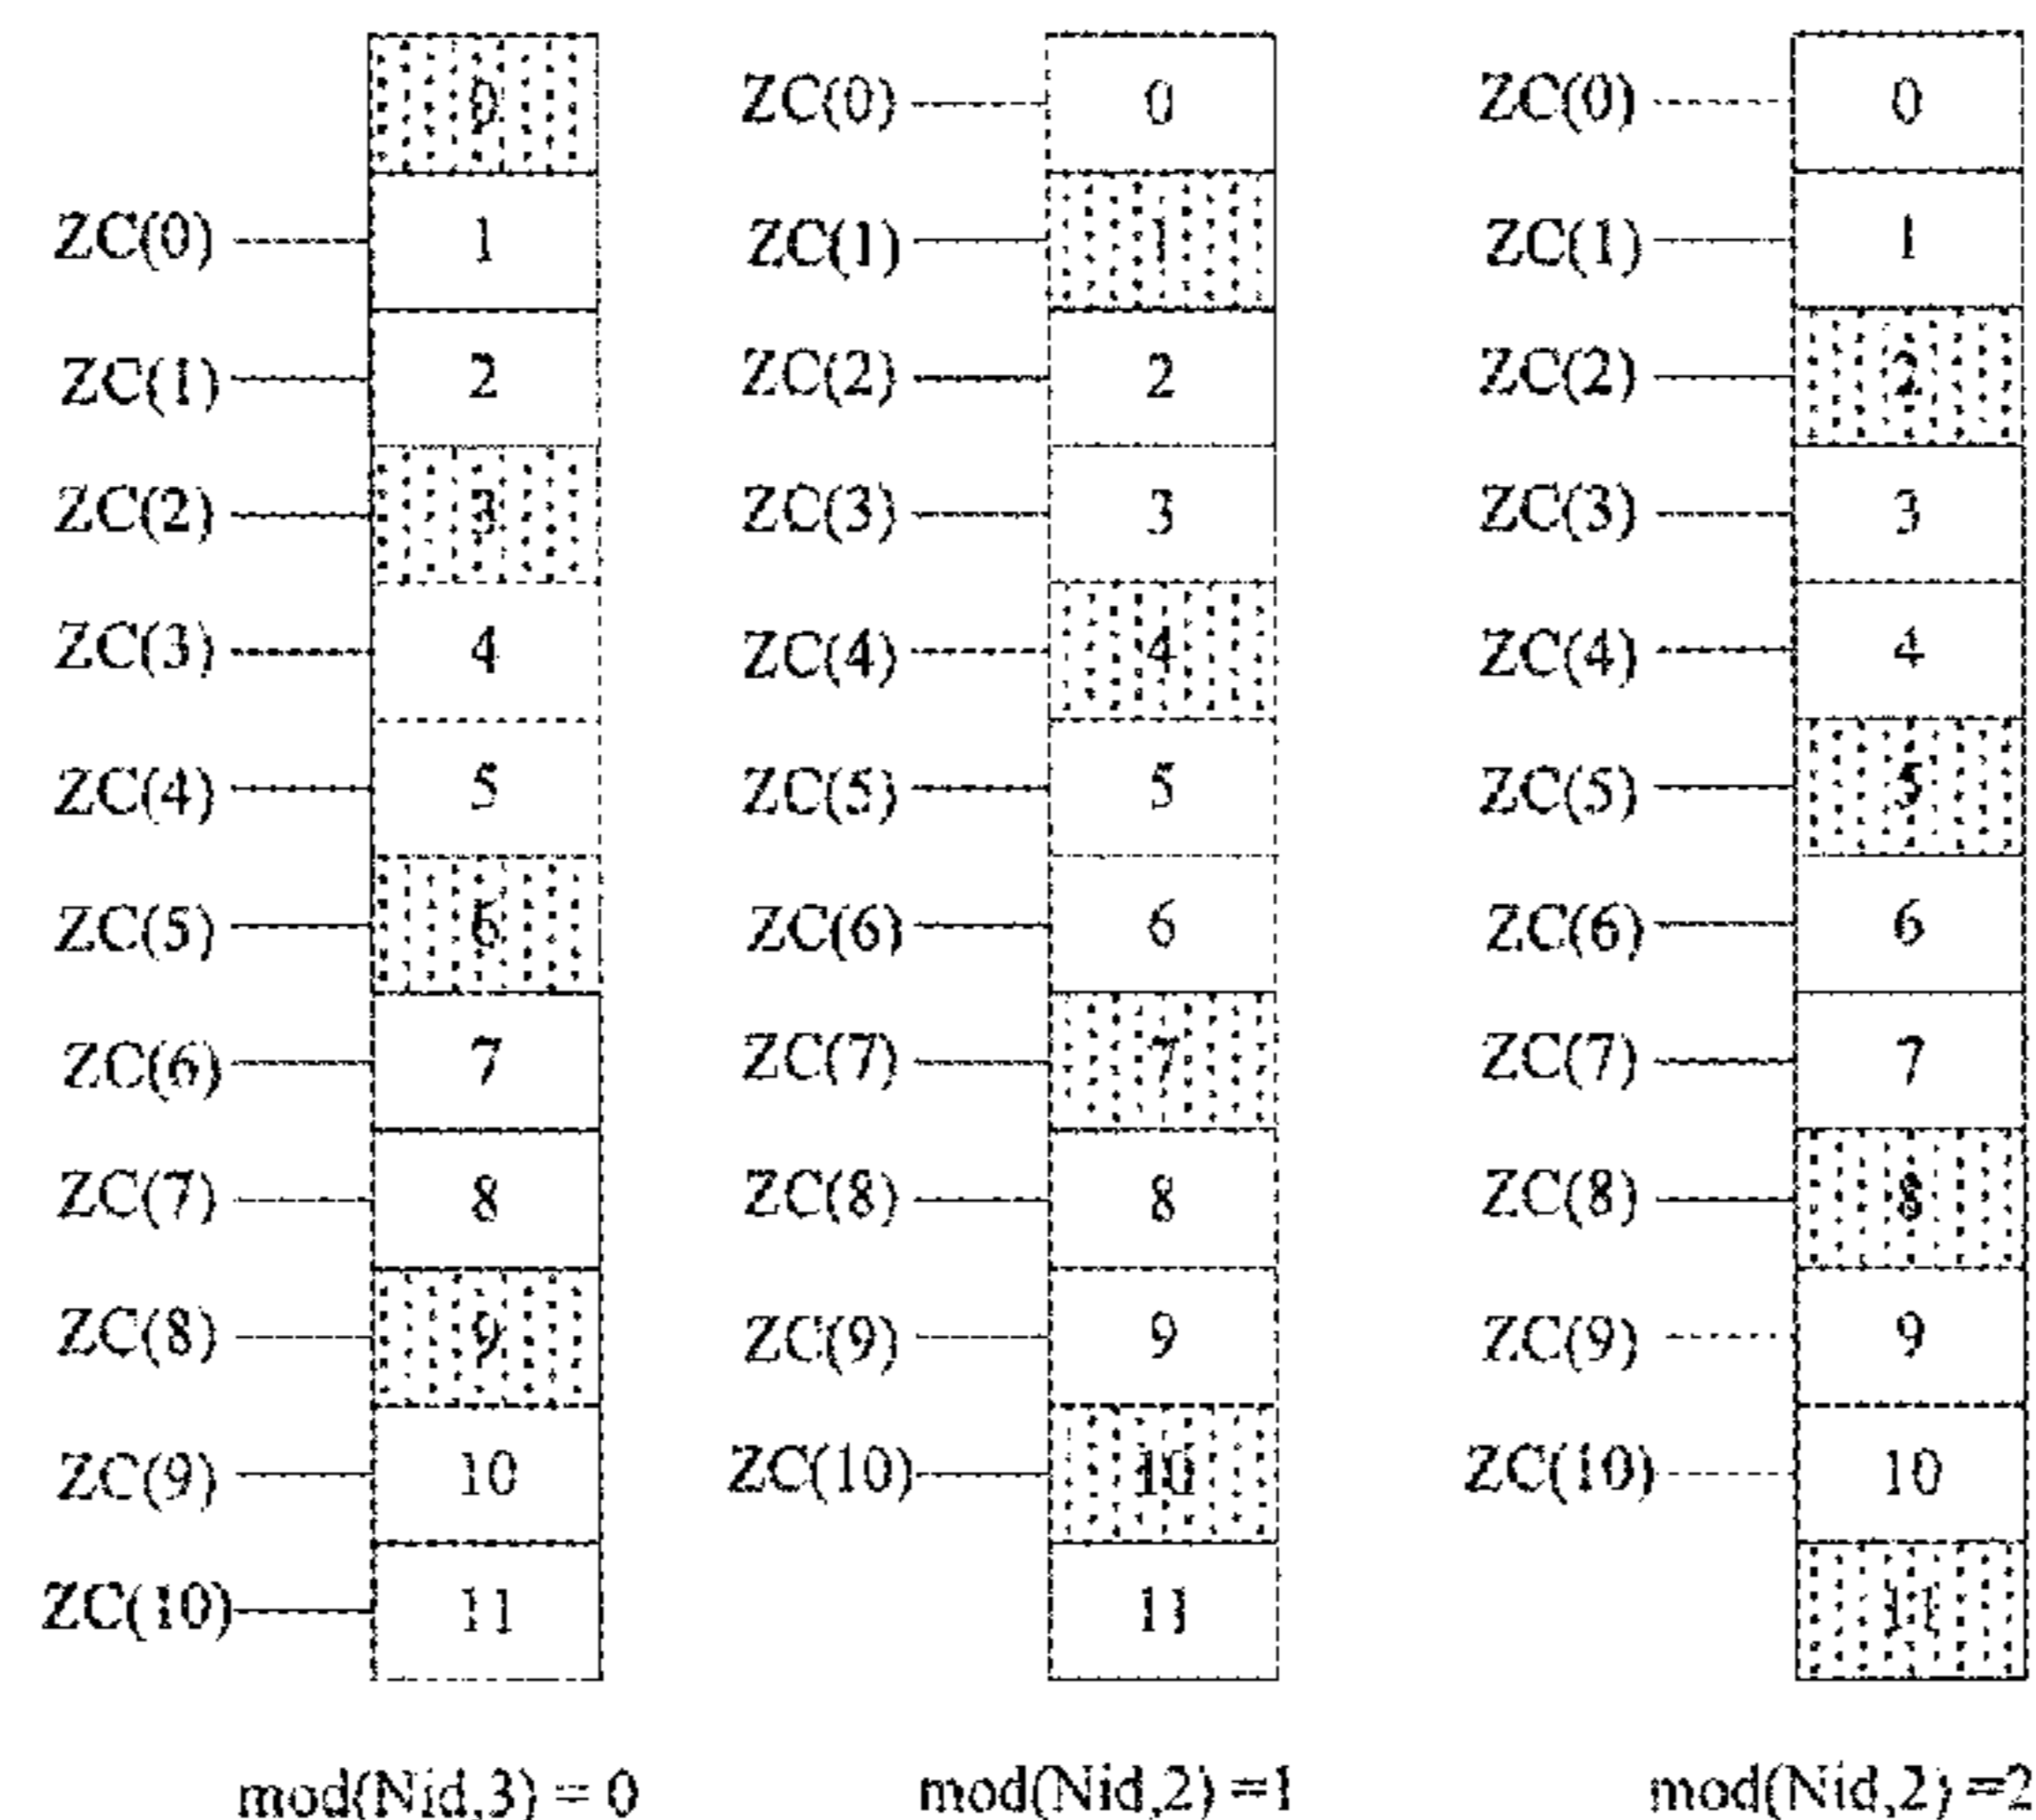 0 ZC(0) 0 ZC(0) 0
ZC(0) 1 ZC(1) 1 ZC(1) 1
ZC(1) 2 ZC(2) 2 ZC(2) 2
ZC(2) 3 ZC(3) 3 ZC(3) 3
ZC(3) 4 ZC(4) 4 ZC(4) 4
ZC(4) 5 ZC(5) 5 ZC(5) 5
ZC(5) 6 ZC(6) 6 ZC(6) 6
ZC(6) 7 ZC(7) 7 ZC(7) 7
ZC(7) 8 ZC(8) 8 ZC(8) 8
ZC(8) 9 ZC(9) 9 ZC(9) 9
ZC(9) 10 ZC(10) 10 ZC(10) 10
ZC(10) 11 11 11
mod(Nid,3) = 0 mod(Nid,2) =1 mod(Nid,2) =2